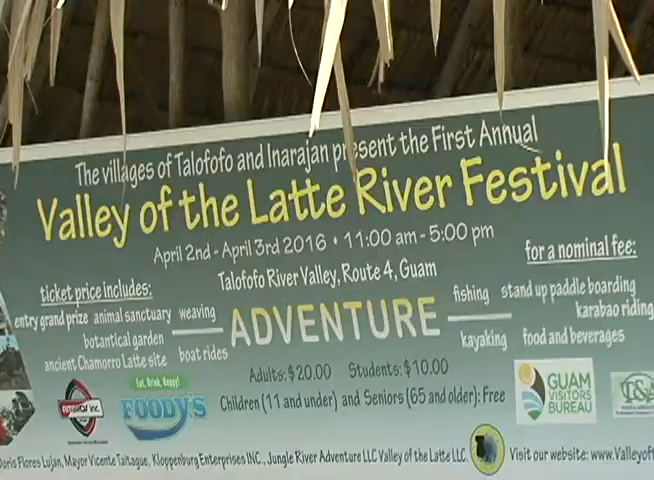 The villages of Talofofo and Inarajan present the First Annual
Valley of the Latte River Festival
April 2nd - April 3rd 2016 • 11:00 am - 5:00 pm
Talofofo River Valley, Route 4, Guam
ticket price includes:
entry grand prize animal sanctuary weaving
botantical garden
ancient Chamorro Latte site boat rides
ADVENTURE
for a nominal fee:
fishing stand up paddle boarding
karabao riding
kayaking food and beverages
Adults: $20.00 Students: $10.00
Children (11 and under) and Seniors (65 and older): Free
Eat, Drink, Happy!
FOODY'S
GUAM
VISITORS
BUREAU
Doris Flores Lujan, Mayor Vicente Taitague, Kloppenburg Enterprises INC., Jungle River Adventure LLC Valley of the Latte LLC.
Visit our website: www.Valleyoft